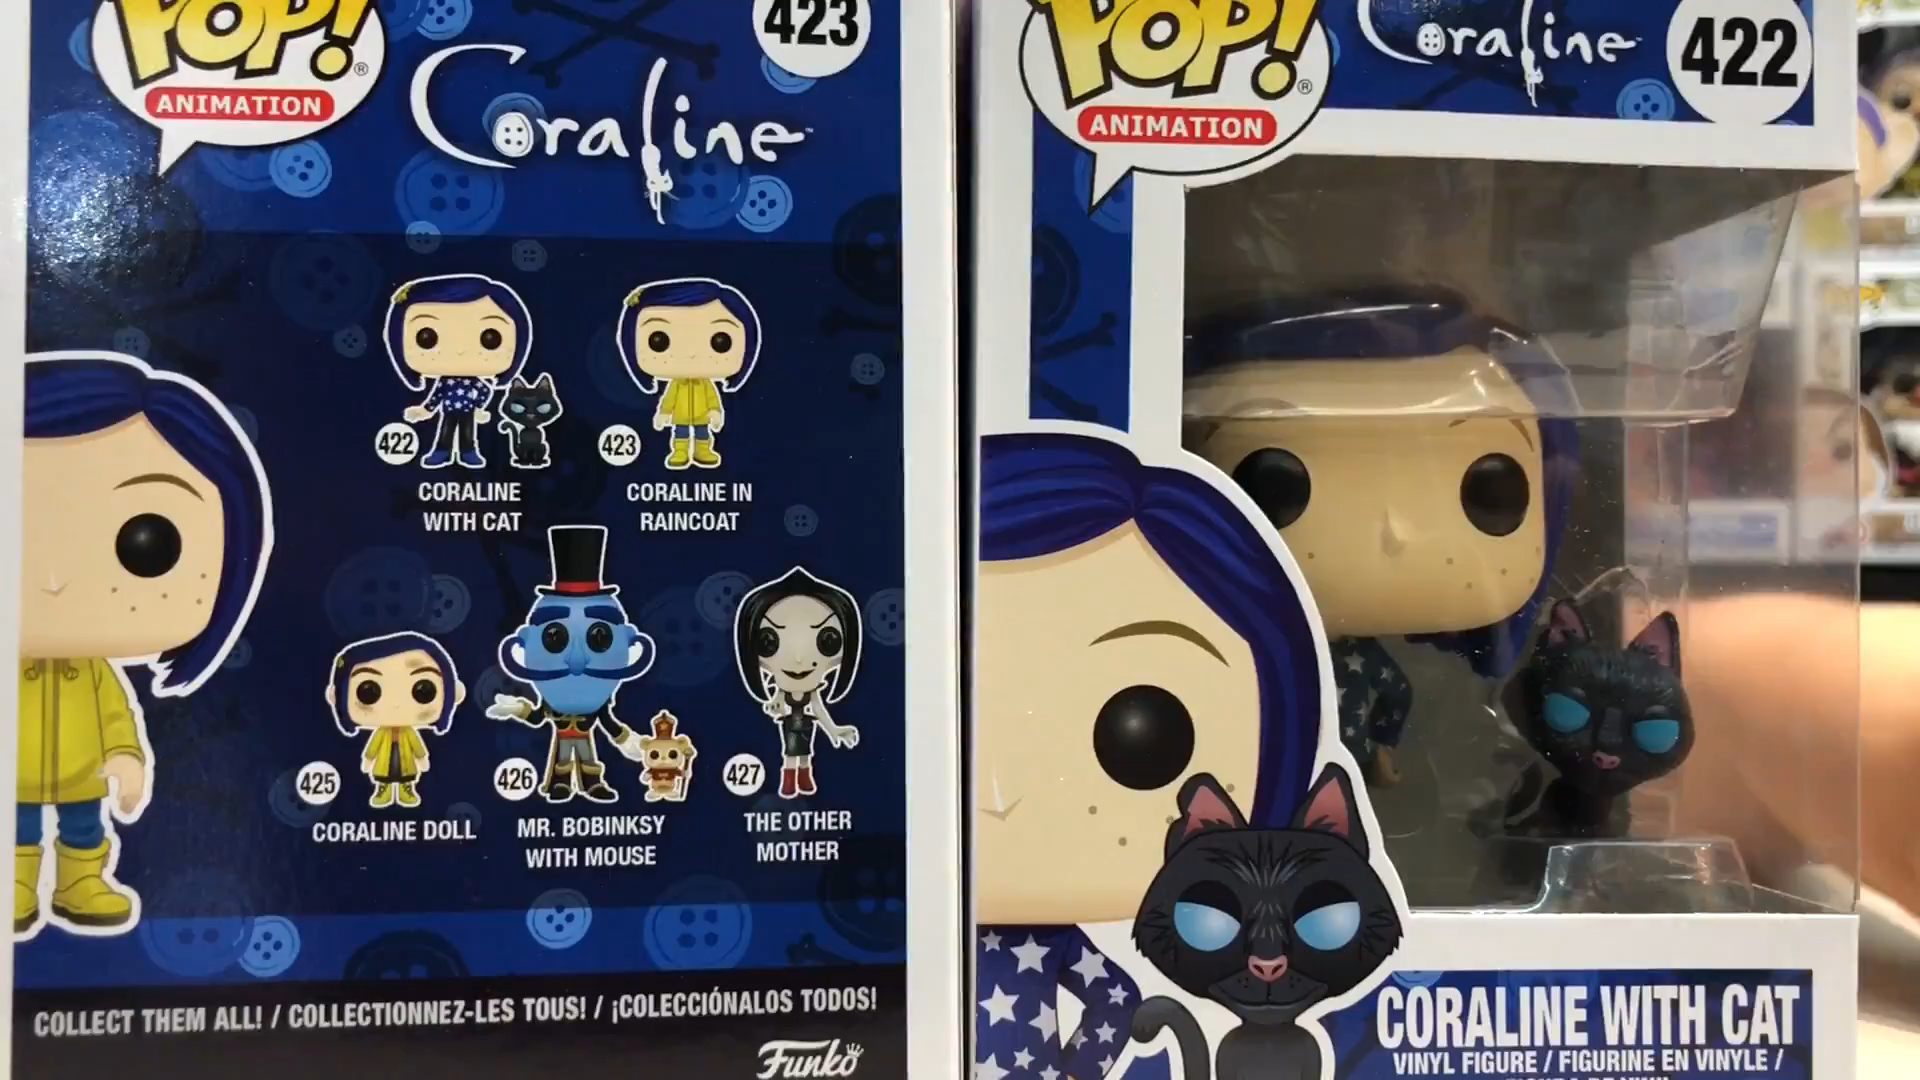 POP!
ANIMATION
Coraline
423
422
CORALINE
WITH CAT
423
CORALINE IN
RAINCOAT
425
CORALINE DOLL
426
MR. BOBINKSY
WITH MOUSE
427
THE OTHER
MOTHER
COLLECT THEM ALL! / COLLECTIONNEZ-LES TOUS! / ¡COLECCIÓNALOS TODOS!
Funko
POP!
ANIMATION
Coraline
422
CORALINE WITH CAT
VINYL FIGURE / FIGURINE EN VINYLE /